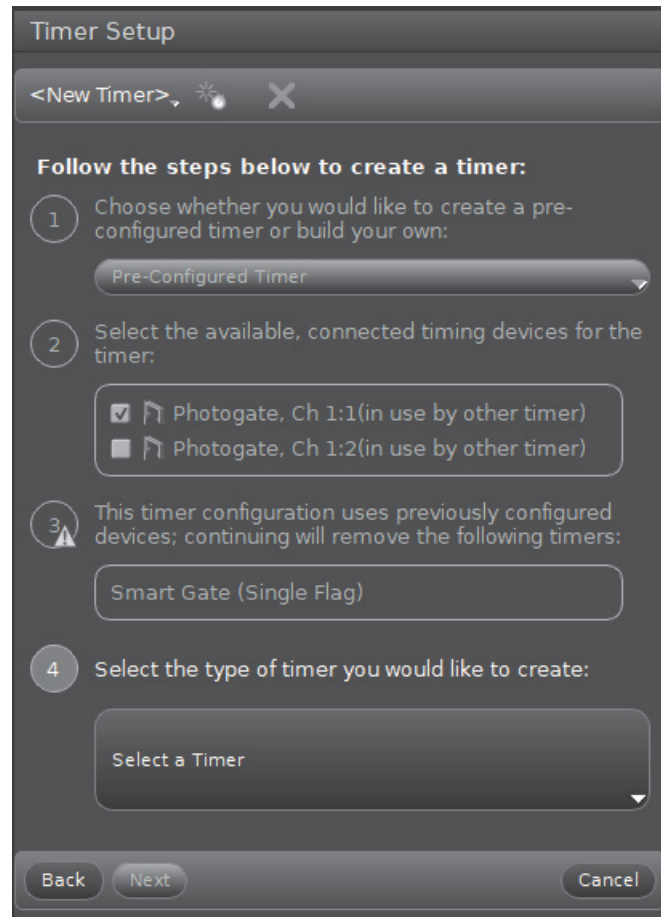 Timer Setup
<New Timer>
Follow the steps below to create a timer:
1
Choose whether you would like to create a pre-
configured timer or build your own:
Pre-Configured Timer
2
Select the available, connected timing devices for the
timer:
Photogate, Ch 1:1(in use by other timer)
Photogate, Ch 1:2(in use by other timer)
3
This timer configuration uses previously configured
devices; continuing will remove the following timers:
Smart Gate (Single Flag)
4
Select the type of timer you would like to create:
Select a Timer
Back Next Cancel